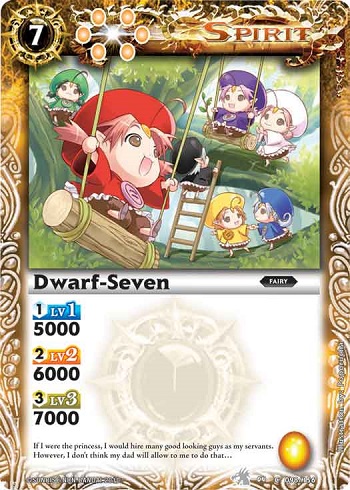 7
SPIRIT
Dwarf-Seven
FAIRY
1 LV1
5000
2 LV2
6000
3 LV3
7000
If I were the princess, I would hire many good looking guys as my servants.
However, I don't think my dad will allow to me to do that...